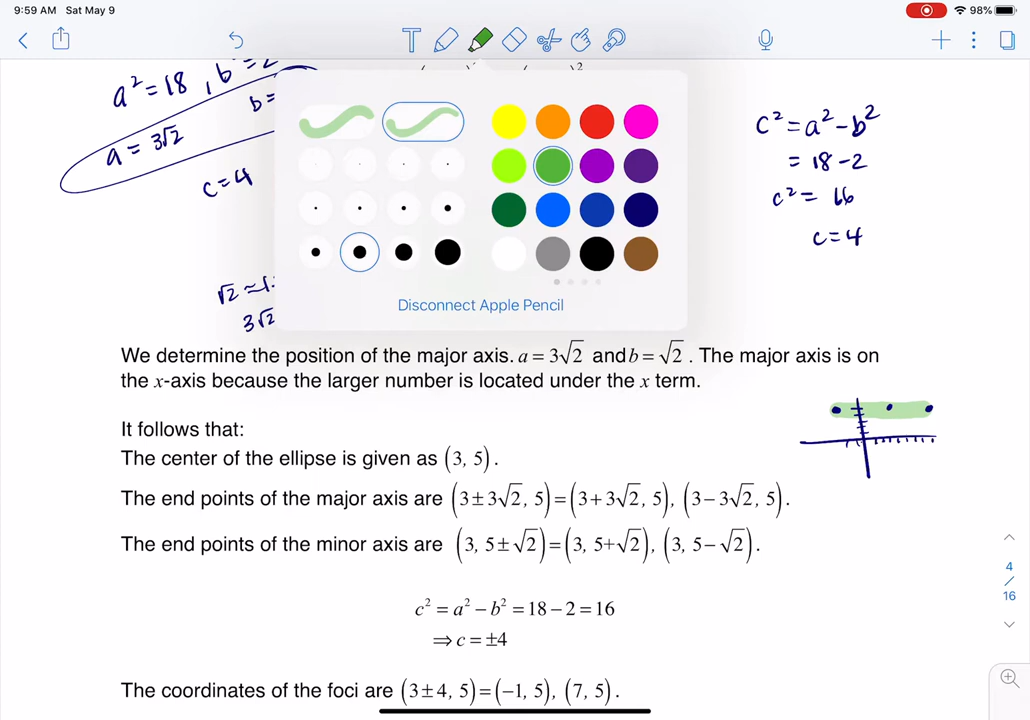 9:59 AM Sat May 9
98%
a² = 18 , b² = 2
b =
a = 3√2
c = 4
c² = a² − b²
= 18 − 2
c² = 16
c = 4
Disconnect Apple Pencil
√2 ≈ 1.
3√2
We determine the position of the major axis. a = 3√2 and b = √2 . The major axis is on
the x-axis because the larger number is located under the x term.
It follows that:
The center of the ellipse is given as (3, 5) .
The end points of the major axis are (3 ± 3√2, 5) = (3 + 3√2, 5), (3 − 3√2, 5) .
The end points of the minor axis are (3, 5 ± √2) = (3, 5+√2), (3, 5−√2) .
c² = a² − b² = 18 − 2 = 16
⇒ c = ±4
The coordinates of the foci are (3 ± 4, 5) = (−1, 5), (7, 5) .
4
/
16